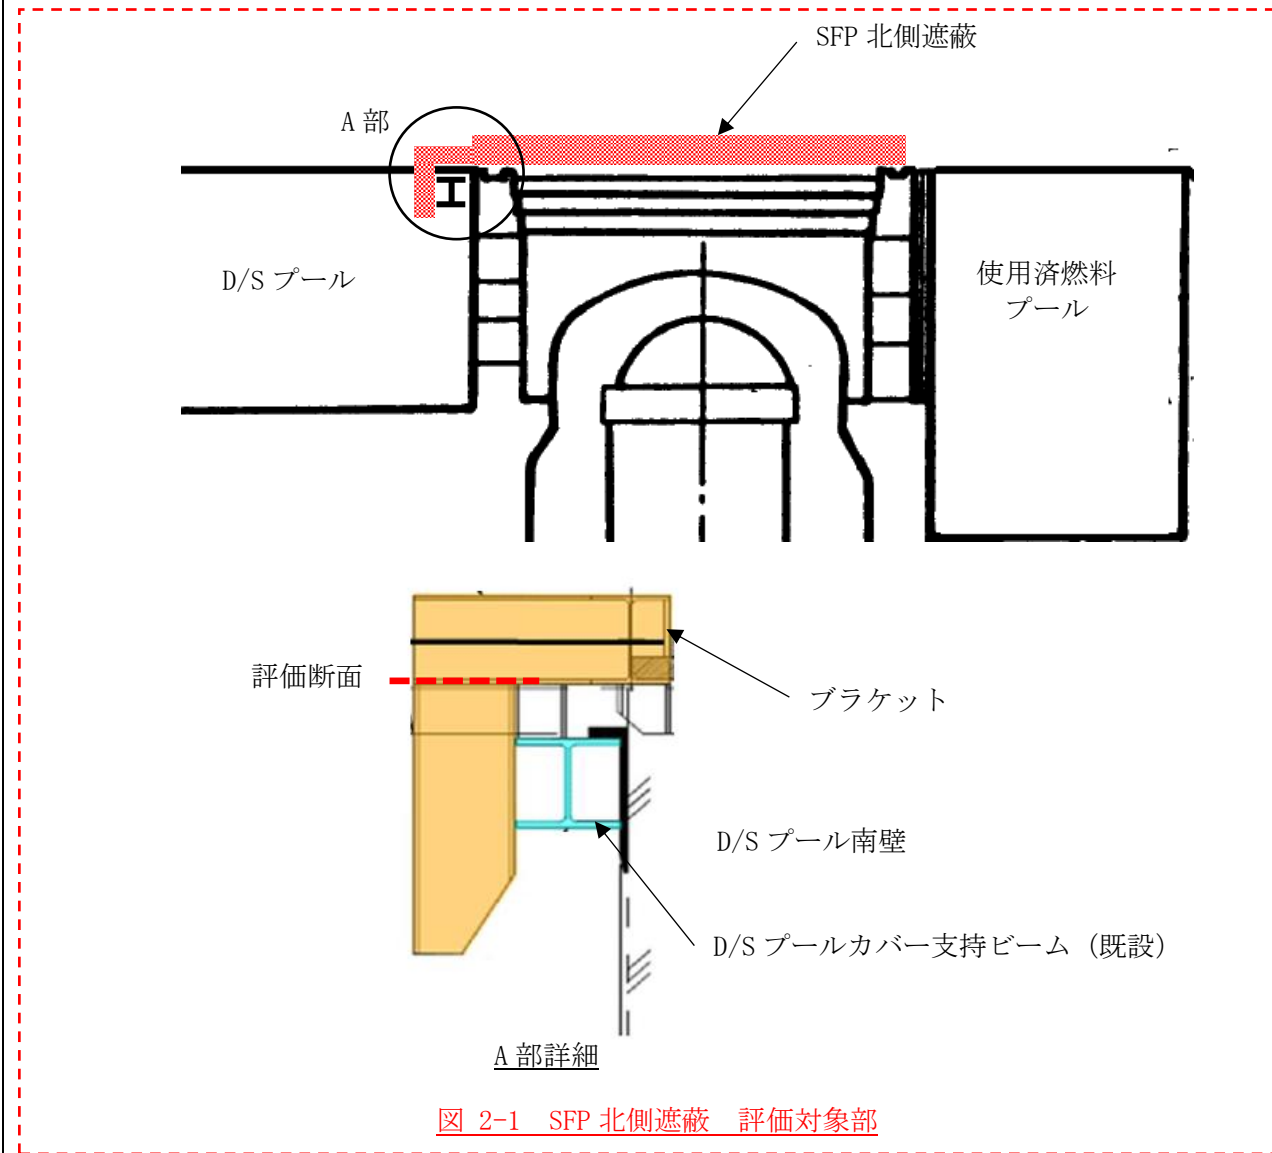 SFP 北側遮蔽
A 部
D/S プール
使用済燃料
プール
評価断面
ブラケット
D/S プール南壁
D/S プールカバー支持ビーム（既設）
A 部詳細
図 2-1 SFP 北側遮蔽 評価対象部